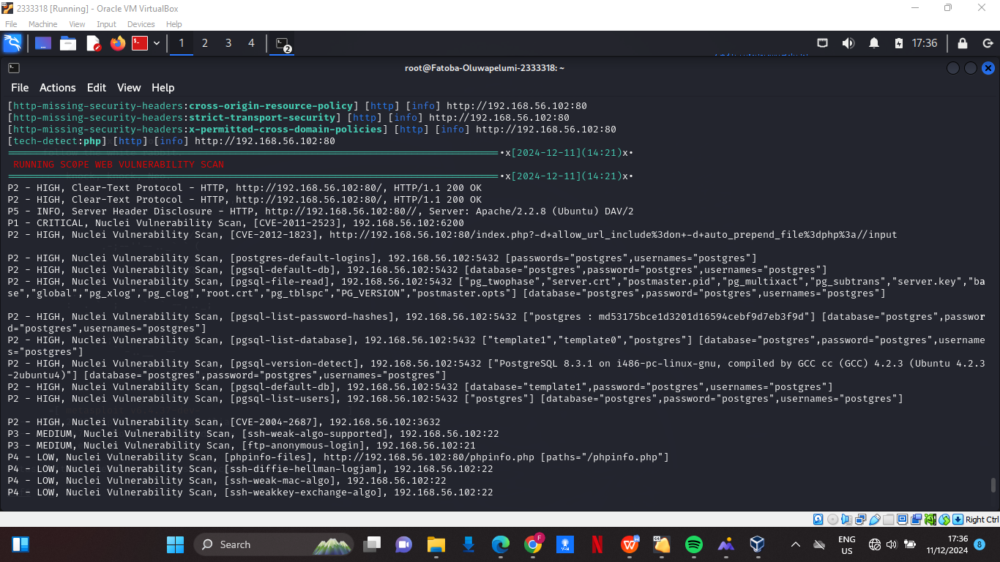 2333318 [Running] - Oracle VM VirtualBox
File Machine View Input Devices Help
1 2 3 4 2 17:36
root@Fatoba-Oluwapelumi-2333318: ~
File Actions Edit View Help
[http-missing-security-headers:cross-origin-resource-policy] [http] [info] http://192.168.56.102:80
[http-missing-security-headers:strict-transport-security] [http] [info] http://192.168.56.102:80
[http-missing-security-headers:x-permitted-cross-domain-policies] [http] [info] http://192.168.56.102:80
[tech-detect:php] [http] [info] http://192.168.56.102:80
•x[2024-12-11](14:21)x•
RUNNING SC0PE WEB VULNERABILITY SCAN
•x[2024-12-11](14:21)x•
P2 - HIGH, Clear-Text Protocol - HTTP, http://192.168.56.102:80/, HTTP/1.1 200 OK
P2 - HIGH, Clear-Text Protocol - HTTP, http://192.168.56.102:80/, HTTP/1.1 200 OK
P5 - INFO, Server Header Disclosure - HTTP, http://192.168.56.102:80//, Server: Apache/2.2.8 (Ubuntu) DAV/2
P1 - CRITICAL, Nuclei Vulnerability Scan, [CVE-2011-2523], 192.168.56.102:6200
P2 - HIGH, Nuclei Vulnerability Scan, [CVE-2012-1823], http://192.168.56.102:80/index.php?-d+allow_url_include%3don+-d+auto_prepend_file%3dphp%3a//input
P2 - HIGH, Nuclei Vulnerability Scan, [postgres-default-logins], 192.168.56.102:5432 [passwords="postgres",usernames="postgres"]
P2 - HIGH, Nuclei Vulnerability Scan, [pgsql-default-db], 192.168.56.102:5432 [database="postgres",password="postgres",usernames="postgres"]
P2 - HIGH, Nuclei Vulnerability Scan, [pgsql-file-read], 192.168.56.102:5432 ["pg_twophase","server.crt","postmaster.pid","pg_multixact","pg_subtrans","server.key","ba
se","global","pg_xlog","pg_clog","root.crt","pg_tblspc","PG_VERSION","postmaster.opts"] [database="postgres",password="postgres",usernames="postgres"]
P2 - HIGH, Nuclei Vulnerability Scan, [pgsql-list-password-hashes], 192.168.56.102:5432 ["postgres : md53175bce1d3201d16594cebf9d7eb3f9d"] [database="postgres",passwor
d="postgres",usernames="postgres"]
P2 - HIGH, Nuclei Vulnerability Scan, [pgsql-list-database], 192.168.56.102:5432 ["template1","template0","postgres"] [database="postgres",password="postgres",username
s="postgres"]
P2 - HIGH, Nuclei Vulnerability Scan, [pgsql-version-detect], 192.168.56.102:5432 ["PostgreSQL 8.3.1 on i486-pc-linux-gnu, compiled by GCC cc (GCC) 4.2.3 (Ubuntu 4.2.3
-2ubuntu4)"] [database="postgres",password="postgres",usernames="postgres"]
P2 - HIGH, Nuclei Vulnerability Scan, [pgsql-default-db], 192.168.56.102:5432 [database="template1",password="postgres",usernames="postgres"]
P2 - HIGH, Nuclei Vulnerability Scan, [pgsql-list-users], 192.168.56.102:5432 ["postgres"] [database="postgres",password="postgres",usernames="postgres"]
P2 - HIGH, Nuclei Vulnerability Scan, [CVE-2004-2687], 192.168.56.102:3632
P3 - MEDIUM, Nuclei Vulnerability Scan, [ssh-weak-algo-supported], 192.168.56.102:22
P3 - MEDIUM, Nuclei Vulnerability Scan, [ftp-anonymous-login], 192.168.56.102:21
P4 - LOW, Nuclei Vulnerability Scan, [phpinfo-files], http://192.168.56.102:80/phpinfo.php [paths="/phpinfo.php"]
P4 - LOW, Nuclei Vulnerability Scan, [ssh-diffie-hellman-logjam], 192.168.56.102:22
P4 - LOW, Nuclei Vulnerability Scan, [ssh-weak-mac-algo], 192.168.56.102:22
P4 - LOW, Nuclei Vulnerability Scan, [ssh-weakkey-exchange-algo], 192.168.56.102:22
Right Ctrl
Search
ENG
US
17:36
11/12/2024
8